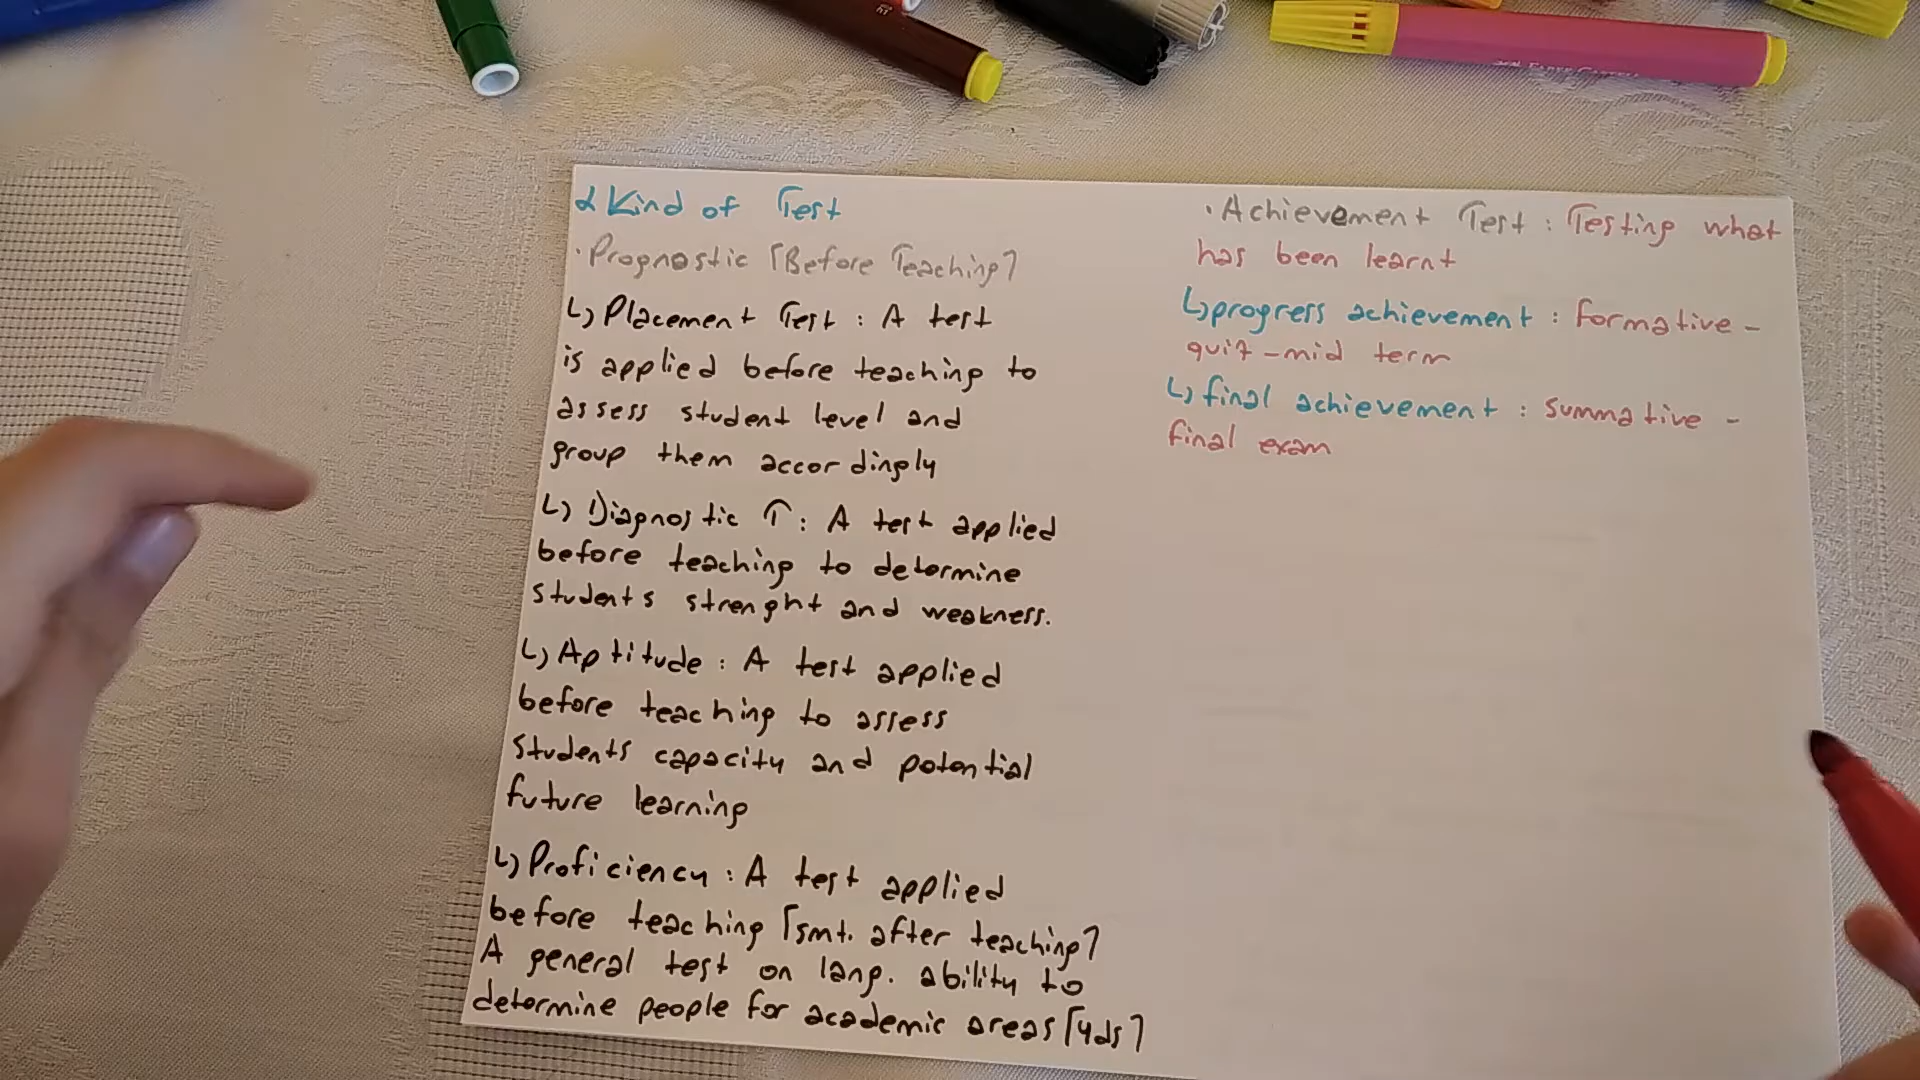 2 Kind of Test
· Prognostic [Before Teaching]
↳ Placement Test : A test
is applied before teaching to
assess student level and
group them accordingly
↳ Diagnostic T : A test applied
before teaching to determine
students strenght and weakness.
↳ Aptitude : A test applied
before teaching to assess
students capacity and potential
future learning
↳ Proficiency : A test applied
before teaching [smt. after teaching]
A general test on lang. ability to
determine people for academic areas [yds]
· Achievement Test : Testing what
has been learnt
↳ progress achievement : formative -
quiz - mid term
↳ final achievement : summative -
final exam